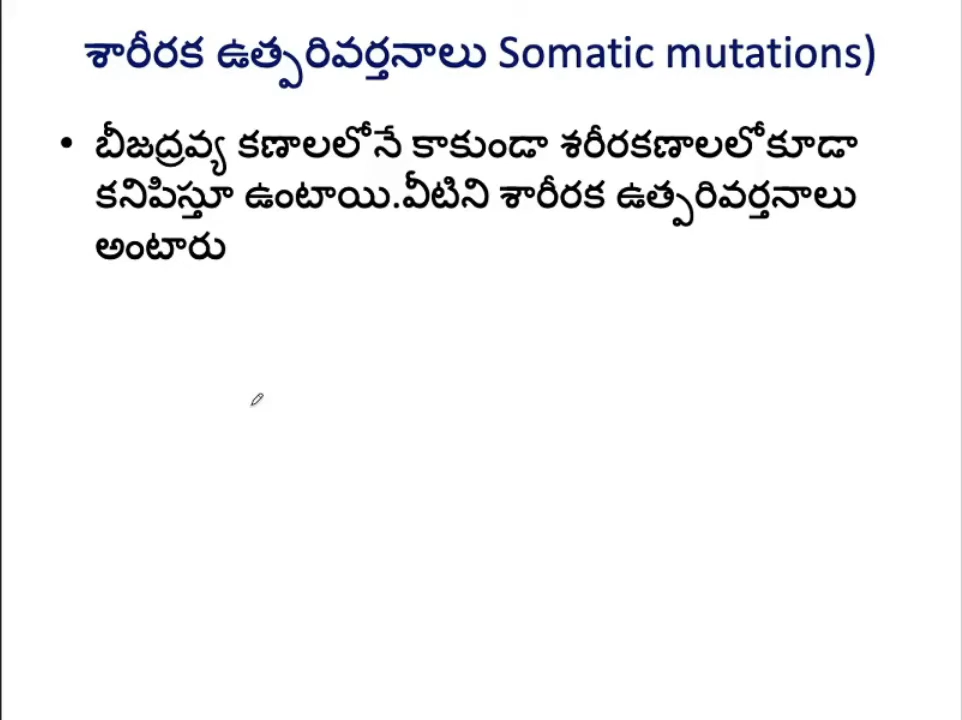 శారీరక ఉత్పరివర్తనాలు Somatic mutations)
• బీజద్రవ్య కణాలలోనే కాకుండా శరీరకణాలలోకూడా
కనిపిస్తూ ఉంటాయి.వీటిని శారీరక ఉత్పరివర్తనాలు
అంటారు